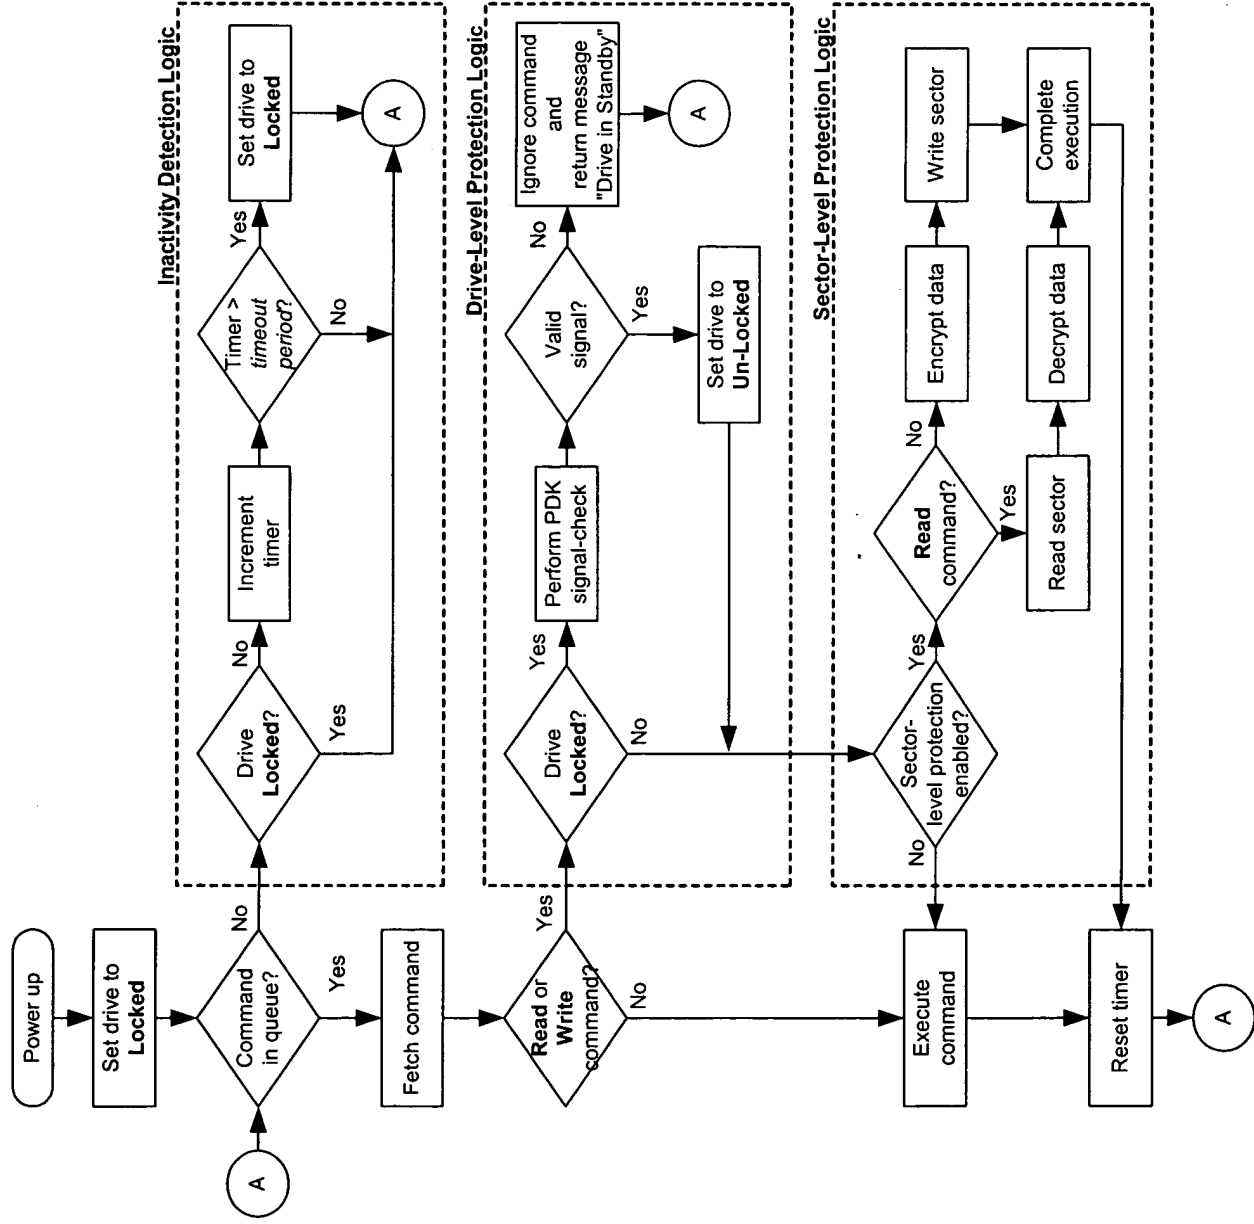 Power up
Set drive to
Locked
A
Command
in queue?
No
Yes
Fetch command
Read or
Write
command?
Yes
No
Execute
command
Reset timer
A
Inactivity Detection Logic
Drive
Locked?
No
Yes
Increment
timer
Timer >
timeout
period?
Yes
No
Set drive to
Locked
A
Drive-Level Protection Logic
Drive
Locked?
Yes
No
Perform PDK
signal-check
Valid
signal?
No
Yes
Ignore command
and
return message
"Drive in Standby"
A
Set drive to
Un-Locked
Sector-Level Protection Logic
Sector-
level protection
enabled?
No
Yes
Read
command?
No
Yes
Encrypt data
Write sector
Read sector
Decrypt data
Complete
execution